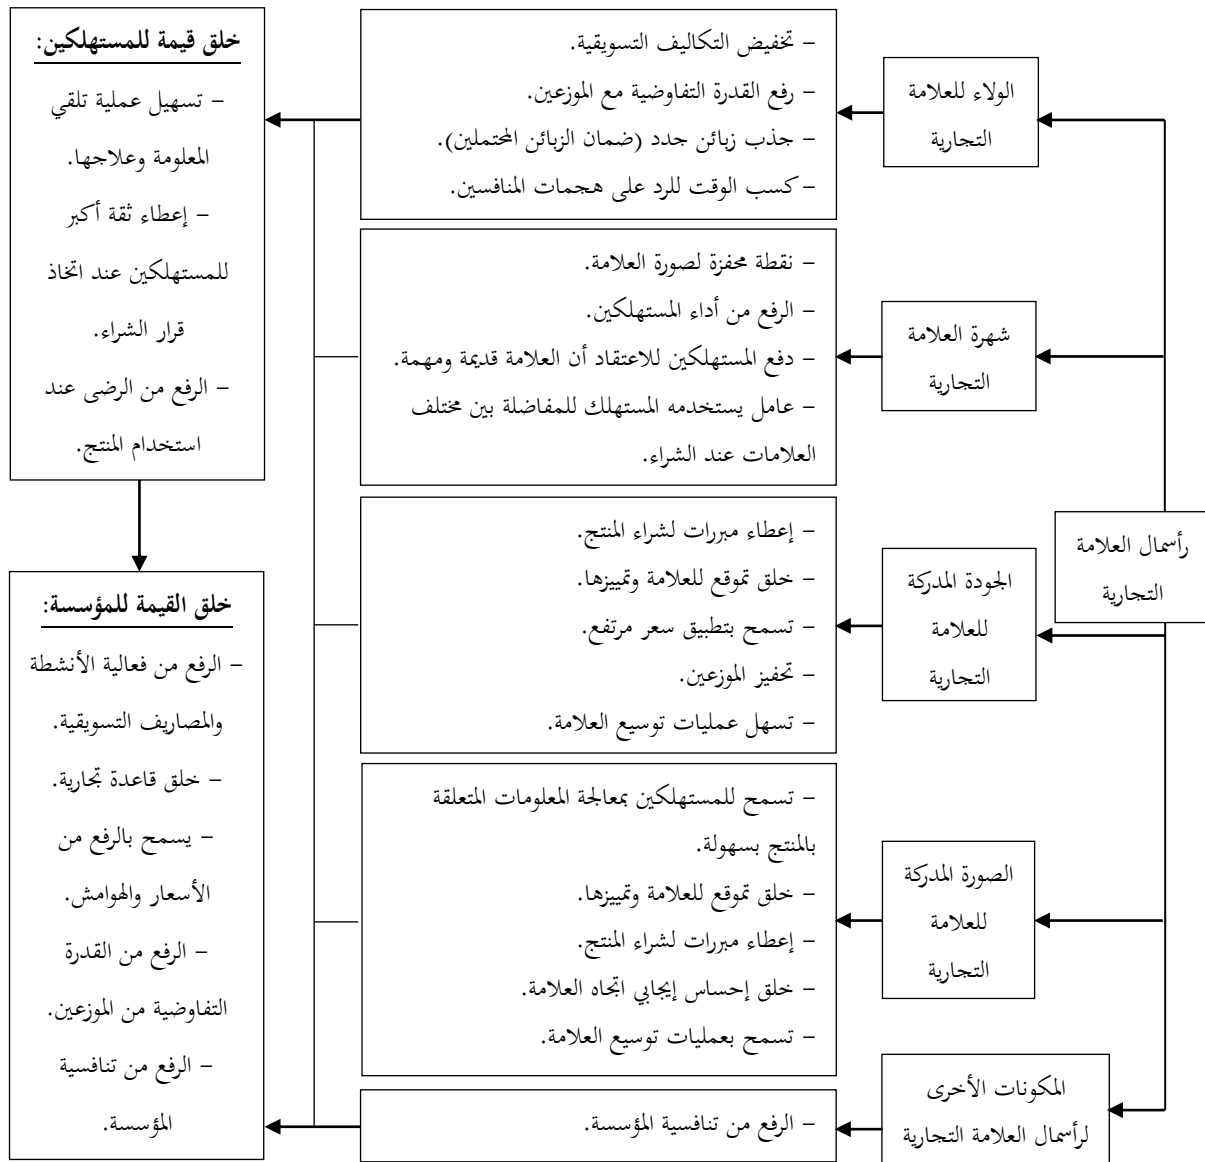 رأسمال العلامة
التجارية
الولاء للعلامة
التجارية
– تخفيض التكاليف التسويقية.
– رفع القدرة التفاوضية مع الموزعين.
– جذب زبائن جدد (ضمان الزبائن المحتملين).
– كسب الوقت للرد على هجمات المنافسين.
شهرة العلامة
التجارية
– نقطة محفزة لصورة العلامة.
– الرفع من أداء المستهلكين.
– دفع المستهلكين للاعتقاد أن العلامة قديمة ومهمة.
– عامل يستخدمه المستهلك للمفاضلة بين مختلف
العلامات عند الشراء.
الجودة المدركة
للعلامة
التجارية
– إعطاء مبررات لشراء المنتج.
– خلق تموقع للعلامة وتمييزها.
– تسمح بتطبيق سعر مرتفع.
– تحفيز الموزعين.
– تسهل عمليات توسيع العلامة.
الصورة المدركة
للعلامة
التجارية
– تسمح للمستهلكين بمعالجة المعلومات المتعلقة
بالمنتج بسهولة.
– خلق تموقع للعلامة وتمييزها.
– إعطاء مبررات لشراء المنتج.
– خلق إحساس إيجابي اتجاه العلامة.
– تسمح بعمليات توسيع العلامة.
المكونات الأخرى
لرأسمال العلامة التجارية
– الرفع من تنافسية المؤسسة.
خلق قيمة للمستهلكين:
– تسهيل عملية تلقي
المعلومة وعلاجها.
– إعطاء ثقة أكبر
للمستهلكين عند اتخاذ
قرار الشراء.
– الرفع من الرضى عند
استخدام المنتج.
خلق القيمة للمؤسسة:
– الرفع من فعالية الأنشطة
والمصاريف التسويقية.
– خلق قاعدة تجارية.
– يسمح بالرفع من
الأسعار والهوامش.
– الرفع من القدرة
التفاوضية من الموزعين.
– الرفع من تنافسية
المؤسسة.